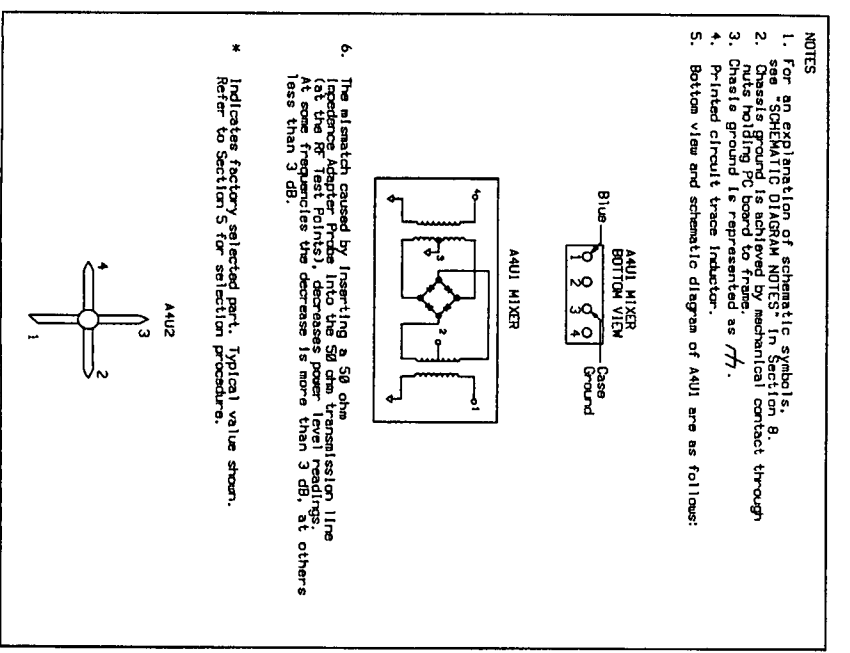 NOTES
1. For an explanation of schematic symbols,
see "SCHEMATIC DIAGRAM NOTES" in Section 8.
2. Chassis ground is achieved by mechanical contact through
nuts holding PC board to frame.
3. Chasis ground is represented as .
4. Printed circuit trace inductor.
5. Bottom view and schematic diagram of A4U1 are as follows:
A4U1 MIXER
BOTTOM VIEW
Blue
Case
Ground
1 2 3 4
A4U1 MIXER
4
3
2
1
6. The mismatch caused by inserting a 50 ohm
Impedence Adapter Probe into the 50 ohm transmission line
(at the RF Test Points), decreases power level readings.
At some frequencies the decrease is more than 3 dB, at others
less than 3 dB.
* Indicates factory selected part. Typical value shown.
Refer to Section 5 for selection procedure.
A4U2
4
3
2
1